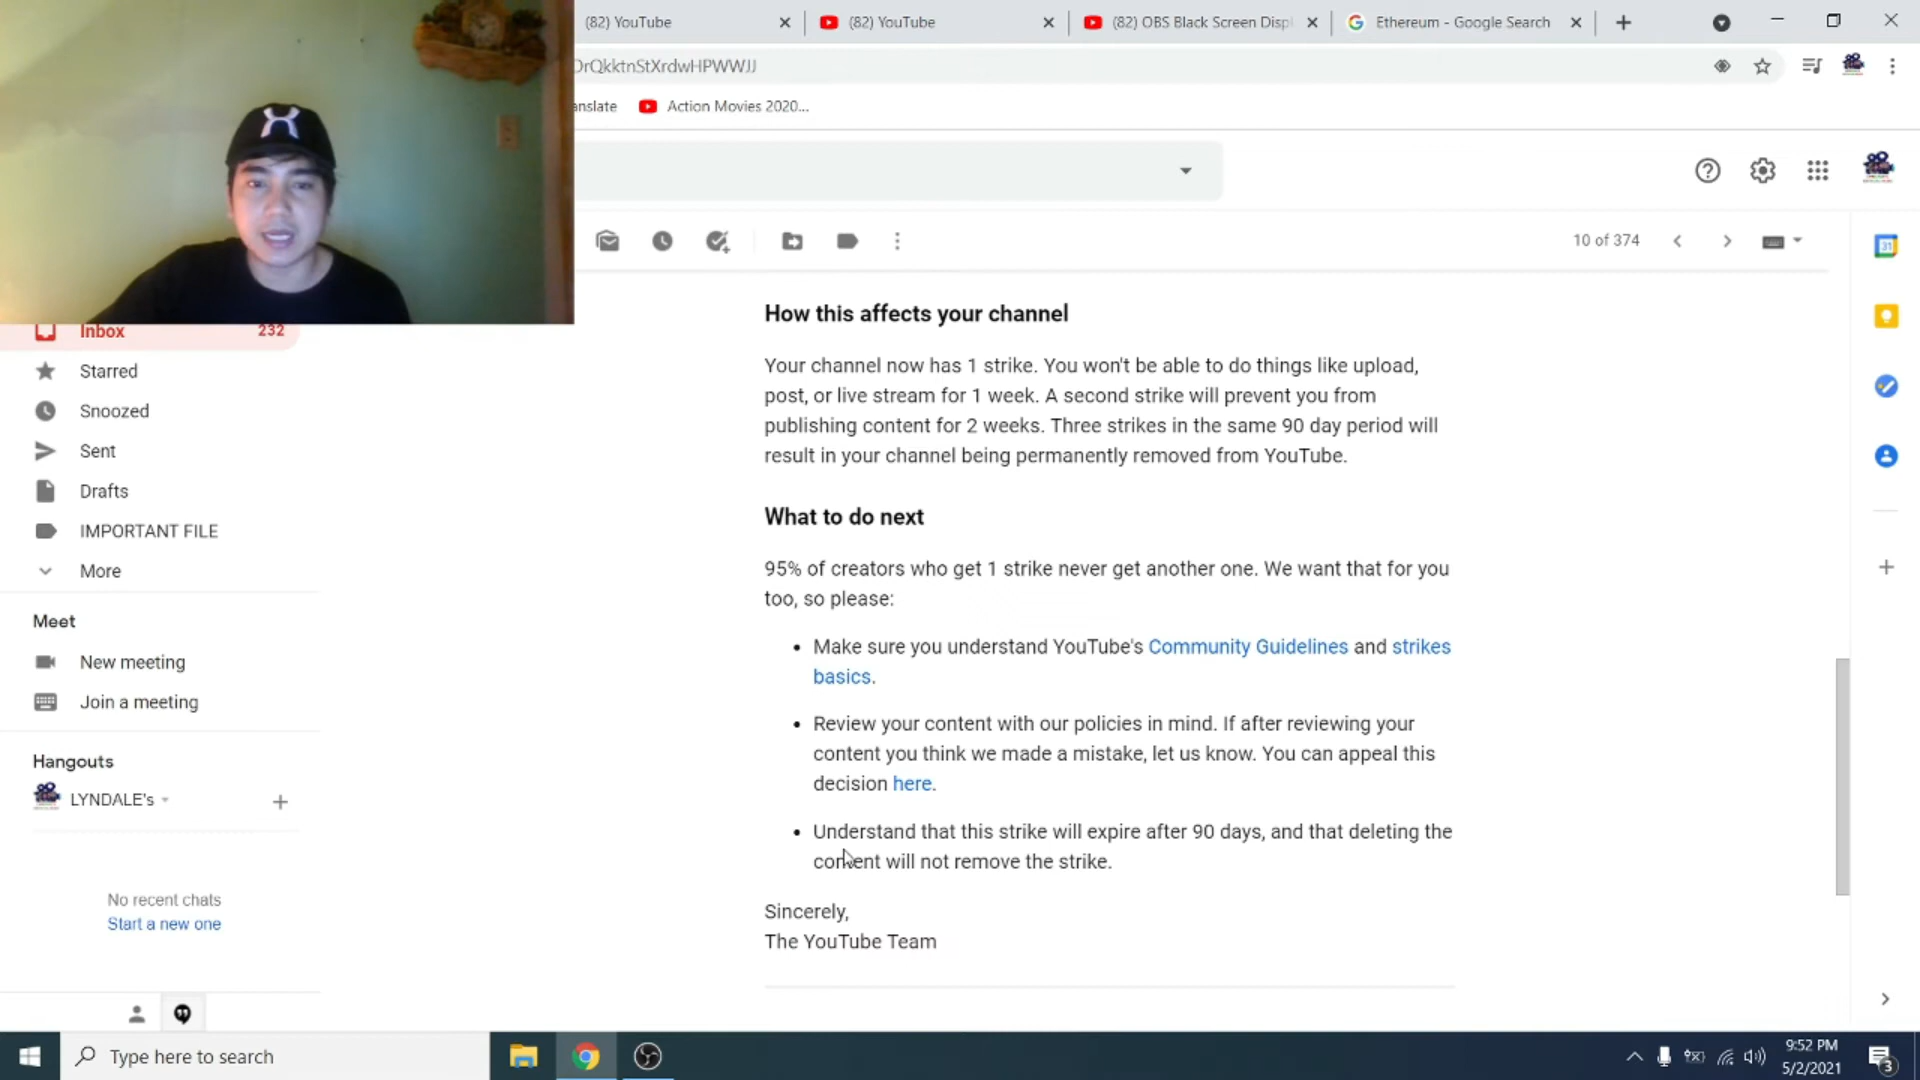 (82) YouTube
(82) YouTube
(82) OBS Black Screen Displ
Ethereum - Google Search
DrQkktnStXrdwHPWWJJ
anslate
Action Movies 2020...
10 of 374
Inbox
232
Starred
Snoozed
Sent
Drafts
IMPORTANT FILE
More
Meet
New meeting
Join a meeting
Hangouts
LYNDALE's
No recent chats
Start a new one
How this affects your channel
Your channel now has 1 strike. You won't be able to do things like upload,
post, or live stream for 1 week. A second strike will prevent you from
publishing content for 2 weeks. Three strikes in the same 90 day period will
result in your channel being permanently removed from YouTube.
What to do next
95% of creators who get 1 strike never get another one. We want that for you
too, so please:
• Make sure you understand YouTube's Community Guidelines and strikes
basics.
• Review your content with our policies in mind. If after reviewing your
content you think we made a mistake, let us know. You can appeal this
decision here.
• Understand that this strike will expire after 90 days, and that deleting the
content will not remove the strike.
Sincerely,
The YouTube Team
31
Type here to search
9:52 PM
5/2/2021
3